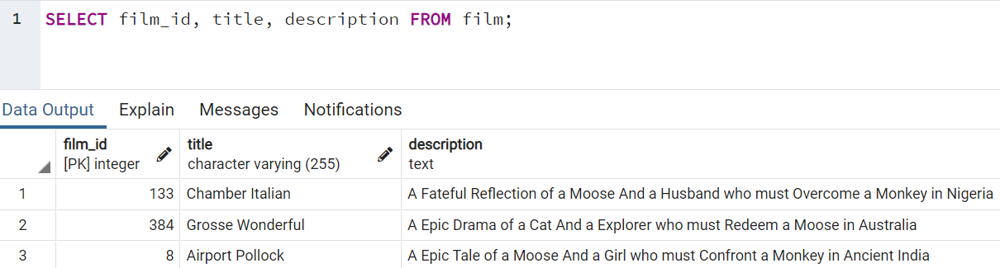 1 SELECT film_id, title, description FROM film;
Data Output Explain Messages Notifications
film_id title description
[PK] integer character varying (255) text
1 133 Chamber Italian A Fateful Reflection of a Moose And a Husband who must Overcome a Monkey in Nigeria
2 384 Grosse Wonderful A Epic Drama of a Cat And a Explorer who must Redeem a Moose in Australia
3 8 Airport Pollock A Epic Tale of a Moose And a Girl who must Confront a Monkey in Ancient India